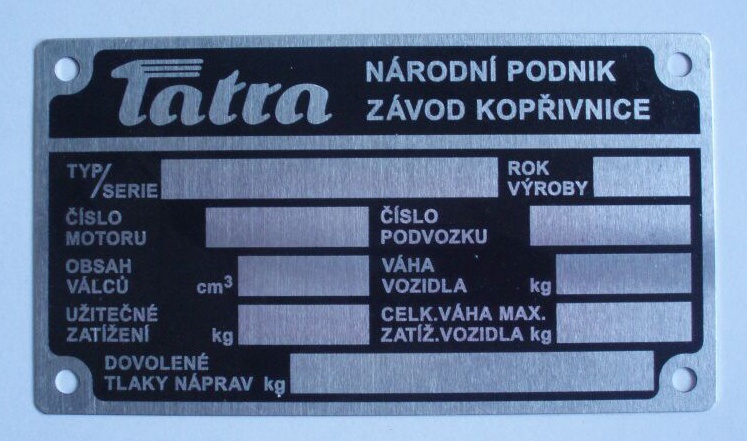 Tatra
NÁRODNÍ PODNIK
ZÁVOD KOPŘIVNICE
TYP/SERIE
ROK
VÝROBY
ČÍSLO
MOTORU
ČÍSLO
PODVOZKU
OBSAH
VÁLCŮ cm³
VÁHA
VOZIDLA kg
UŽITEČNÉ
ZATÍŽENÍ kg
CELK.VÁHA MAX.
ZATÍŽ.VOZIDLA kg
DOVOLENÉ
TLAKY NÁPRAV kg